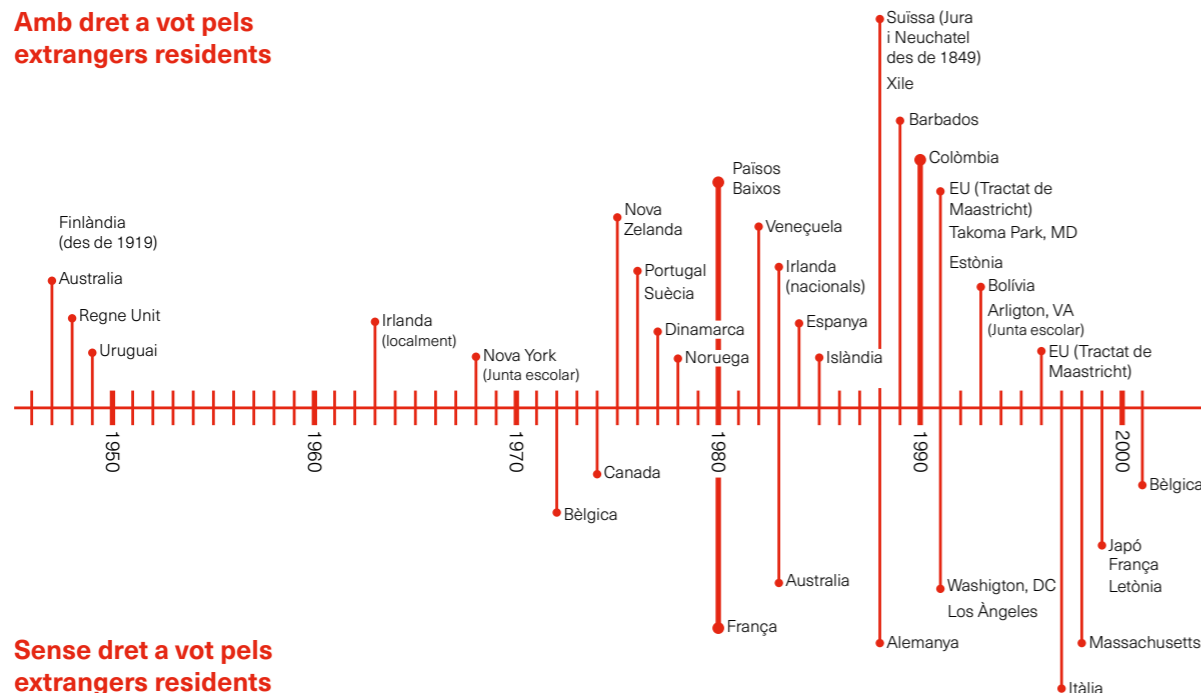 Amb dret a vot pels
extrangers residents
Suïssa (Jura
i Neuchatel
des de 1849)
Xile
Barbados
Colòmbia
Països
Baixos
EU (Tractat de
Maastricht)
Takoma Park, MD
Estònia
Finlàndia
(des de 1919)
Nova
Zelanda
Veneçuela
Australia
Portugal
Suècia
Irlanda
(nacionals)
Bolívia
Arligton, VA
(Junta escolar)
Regne Unit
Irlanda
(localment)
Dinamarca
Espanya
Uruguai
Nova York
(Junta escolar)
Noruega
Islàndia
EU (Tractat de
Maastricht)
1950
1960
1970
1980
1990
2000
Canada
Bèlgica
Bèlgica
Japó
França
Letònia
Australia
Washigton, DC
Los Àngeles
França
Alemanya
Massachusetts
Itàlia
Sense dret a vot pels
extrangers residents